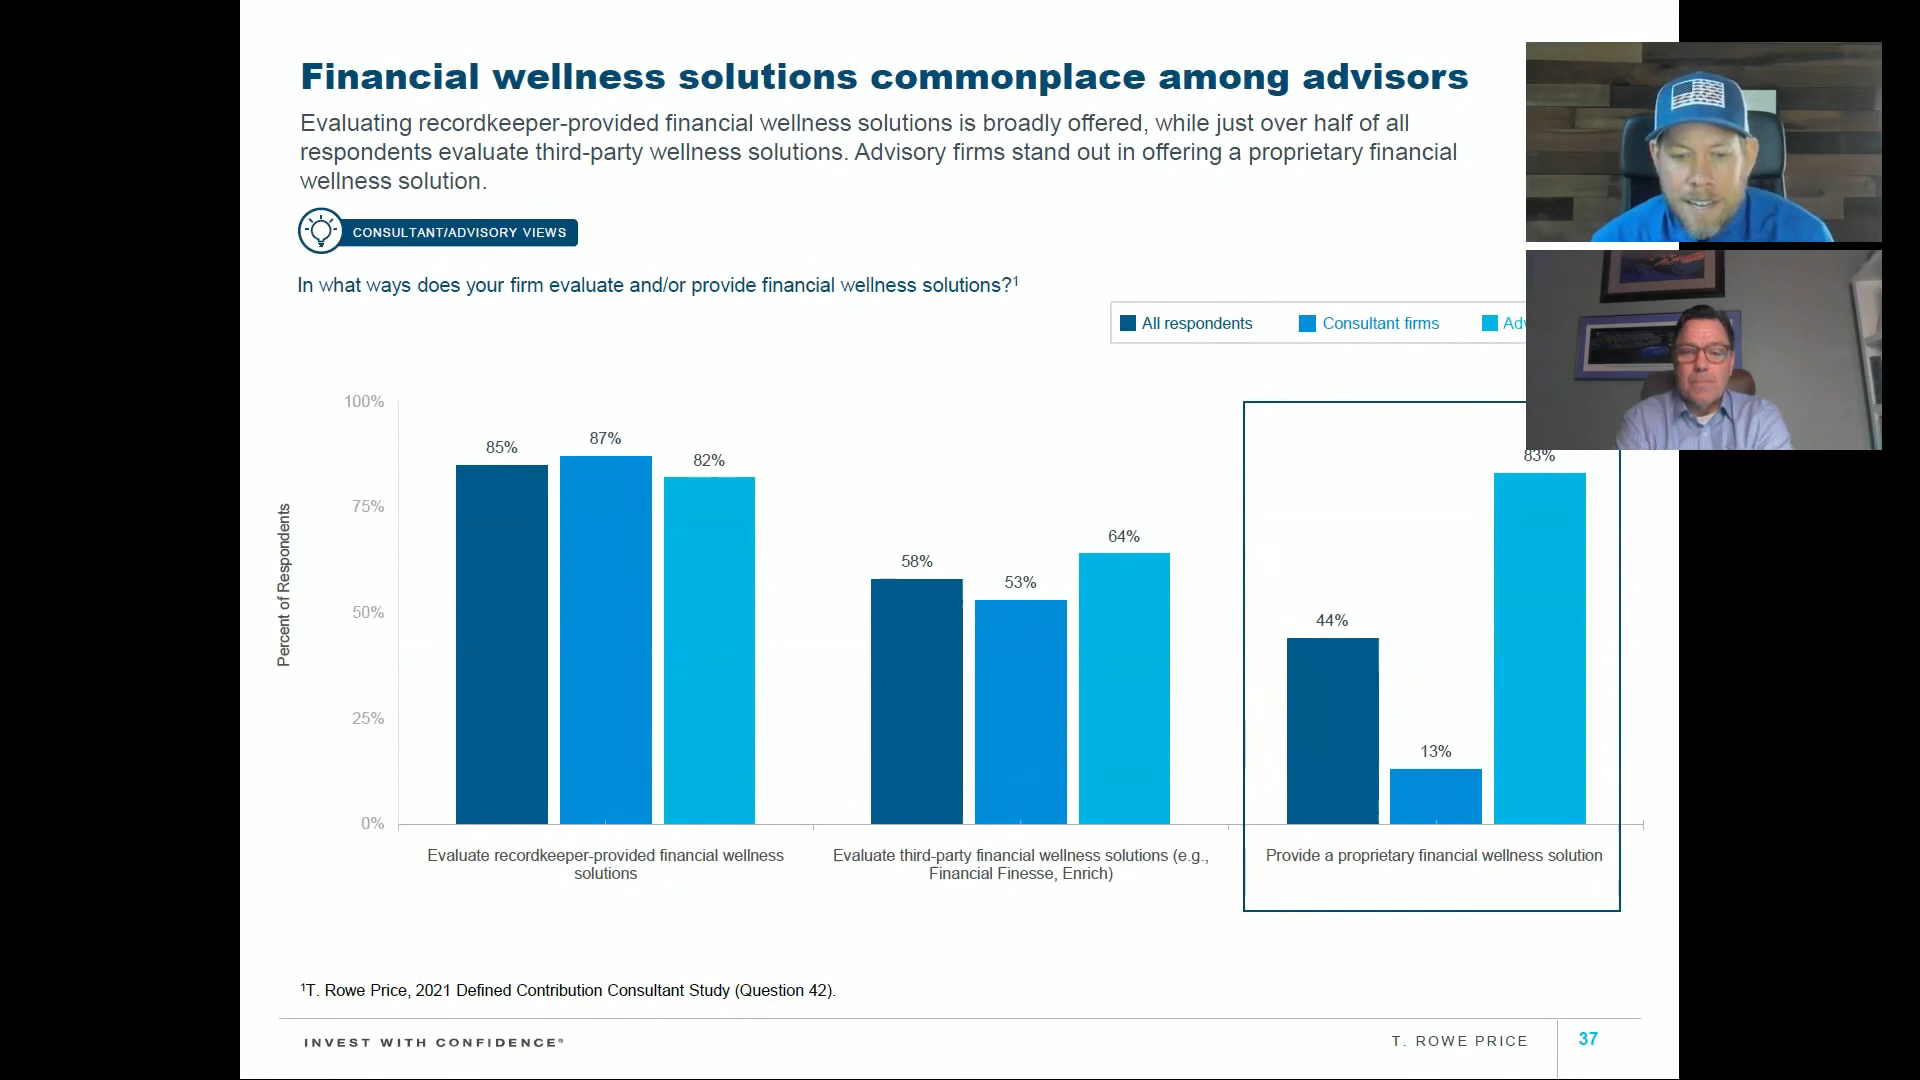 Financial wellness solutions commonplace among advisors
Evaluating recordkeeper-provided financial wellness solutions is broadly offered, while just over half of all
respondents evaluate third-party wellness solutions. Advisory firms stand out in offering a proprietary financial
wellness solution.
CONSULTANT/ADVISORY VIEWS
In what ways does your firm evaluate and/or provide financial wellness solutions?¹
All respondents
Consultant firms
Percent of Respondents
100%
75%
50%
25%
0%
85%
87%
82%
58%
53%
64%
44%
13%
83%
Evaluate recordkeeper-provided financial wellness
solutions
Evaluate third-party financial wellness solutions (e.g.,
Financial Finesse, Enrich)
Provide a proprietary financial wellness solution
¹T. Rowe Price, 2021 Defined Contribution Consultant Study (Question 42).
INVEST WITH CONFIDENCE®
T. ROWE PRICE
37